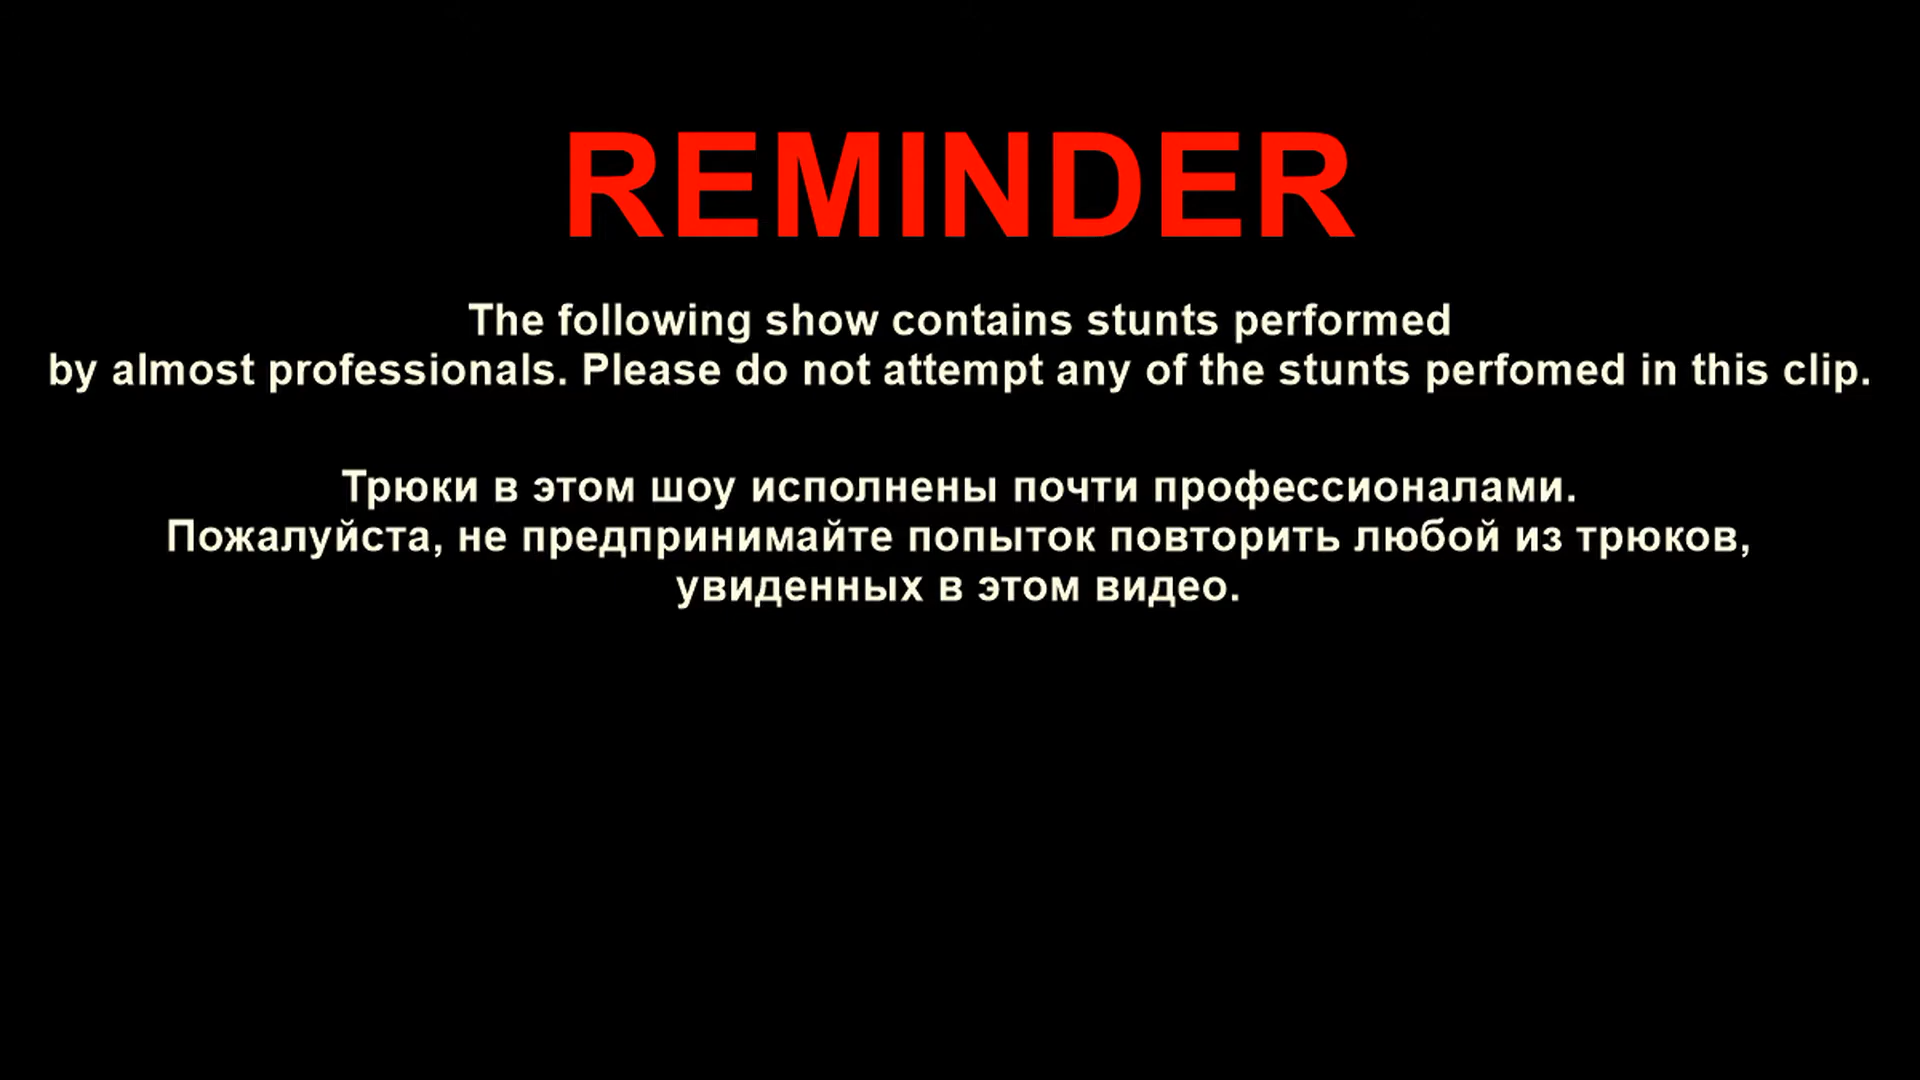 REMINDER
The following show contains stunts performed
by almost professionals. Please do not attempt any of the stunts perfomed in this clip.
Трюки в этом шоу исполнены почти профессионалами.
Пожалуйста, не предпринимайте попыток повторить любой из трюков,
увиденных в этом видео.